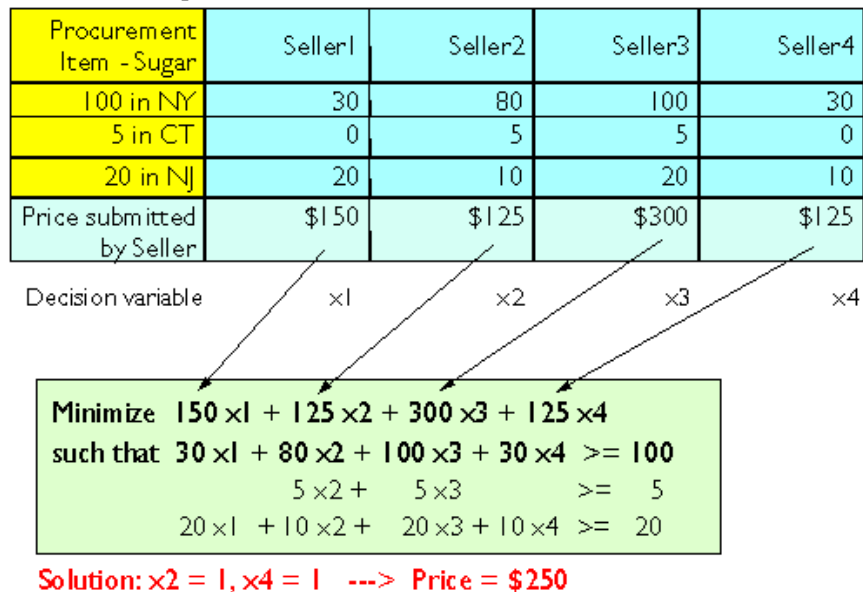 Procurement Item - Sugar Seller1 Seller2 Seller3 Seller4
100 in NY 30 80 100 30
5 in CT 0 5 5 0
20 in NJ 20 10 20 10
Price submitted by Seller $150 $125 $300 $125
Decision variable x1 x2 x3 x4
Minimize 150 x1 + 125 x2 + 300 x3 + 125 x4
such that 30 x1 + 80 x2 + 100 x3 + 30 x4 >= 100
5 x2 + 5 x3 >= 5
20 x1 + 10 x2 + 20 x3 + 10 x4 >= 20
Solution: x2 = 1, x4 = 1 ---> Price = $250